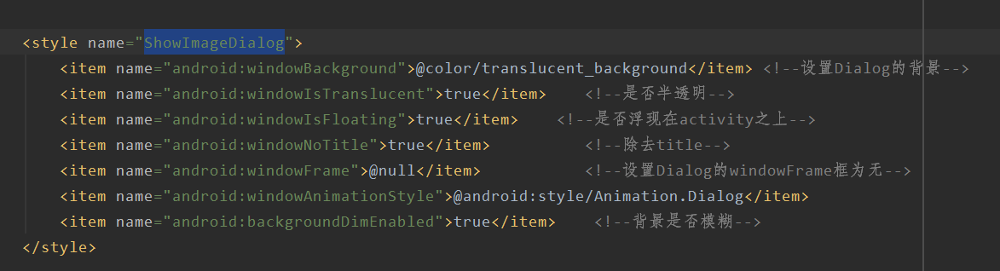 <style name="ShowImageDialog">
<item name="android:windowBackground">@color/translucent_background</item> <!--设置Dialog的背景-->
<item name="android:windowIsTranslucent">true</item> <!--是否半透明-->
<item name="android:windowIsFloating">true</item> <!--是否浮现在activity之上-->
<item name="android:windowNoTitle">true</item> <!--除去title-->
<item name="android:windowFrame">@null</item> <!--设置Dialog的windowFrame框为无-->
<item name="android:windowAnimationStyle">@android:style/Animation.Dialog</item>
<item name="android:backgroundDimEnabled">true</item> <!--背景是否模糊-->
</style>